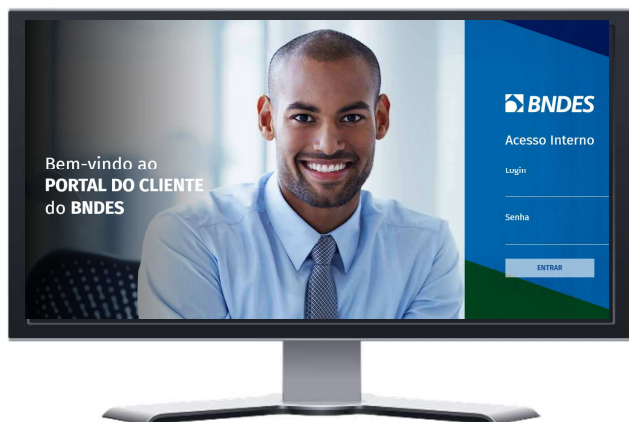 Bem-vindo ao
PORTAL DO CLIENTE
do BNDES
BNDES
Acesso Interno
Login
Senha
ENTRAR